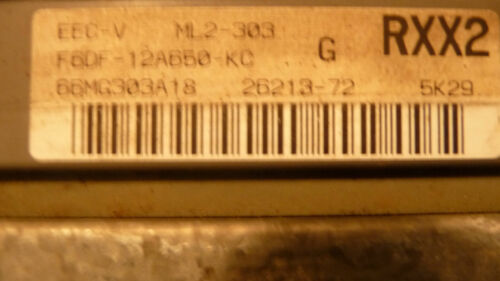 EEC-V ML2-303
G RXX2
F6DF-12A650-KC
66MG303A18 26213-72 5K29